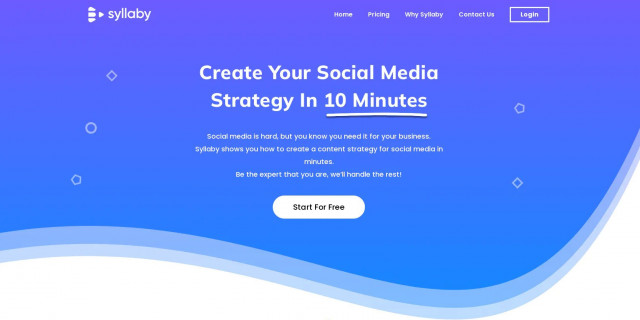 syllaby
Home Pricing Why Syllaby Contact Us Login
Create Your Social Media
Strategy In 10 Minutes
Social media is hard, but you know you need it for your business.
Syllaby shows you how to create a content strategy for social media in
minutes.
Be the expert that you are, we'll handle the rest!
Start For Free